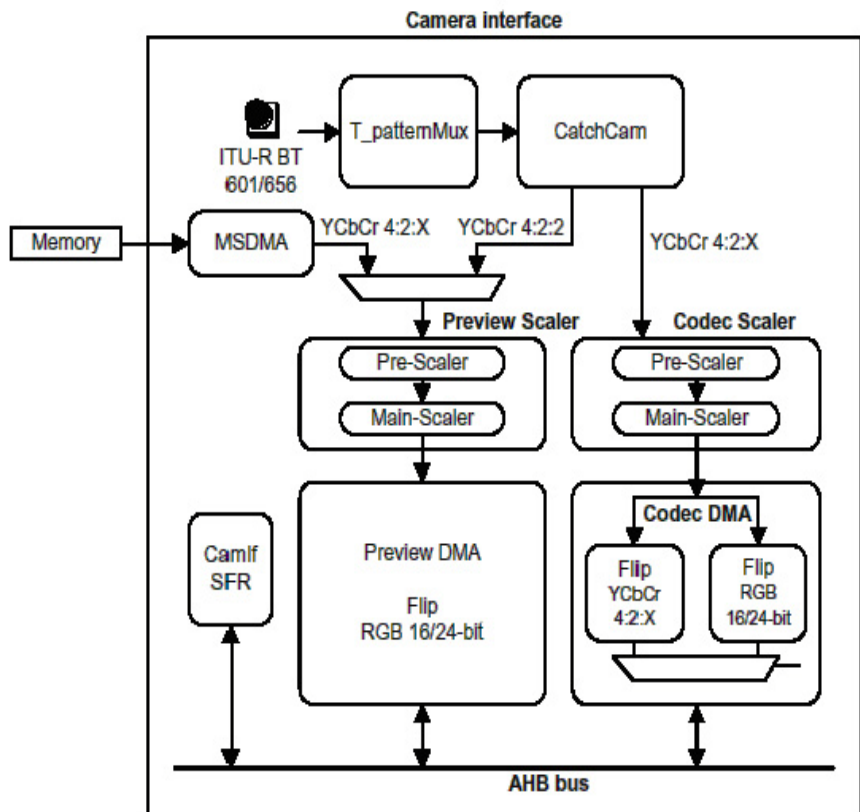 Camera interface
T_patternMux
CatchCam
ITU-R BT
601/656
Memory
MSDMA
YCbCr 4:2:X
YCbCr 4:2:2
YCbCr 4:2:X
Preview Scaler
Codec Scaler
Pre-Scaler
Main-Scaler
Pre-Scaler
Main-Scaler
CamIf
SFR
Preview DMA
Flip
RGB 16/24-bit
Codec DMA
Flip
YCbCr
4:2:X
Flip
RGB
16/24-bit
AHB bus